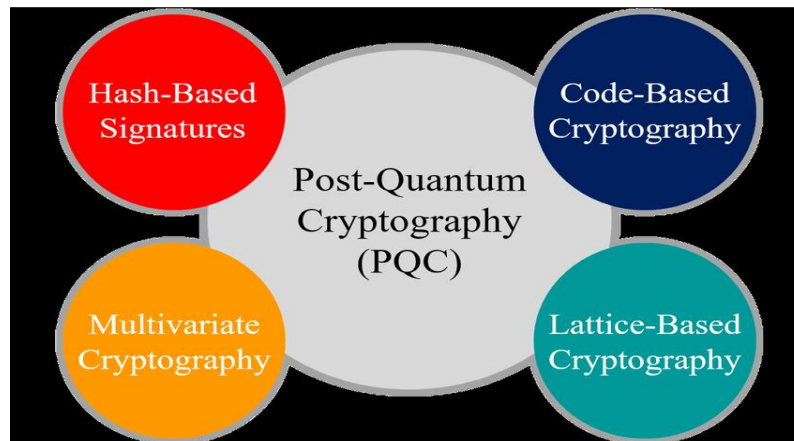 Hash-Based
Signatures
Code-Based
Cryptography
Post-Quantum
Cryptography
(PQC)
Multivariate
Cryptography
Lattice-Based
Cryptography